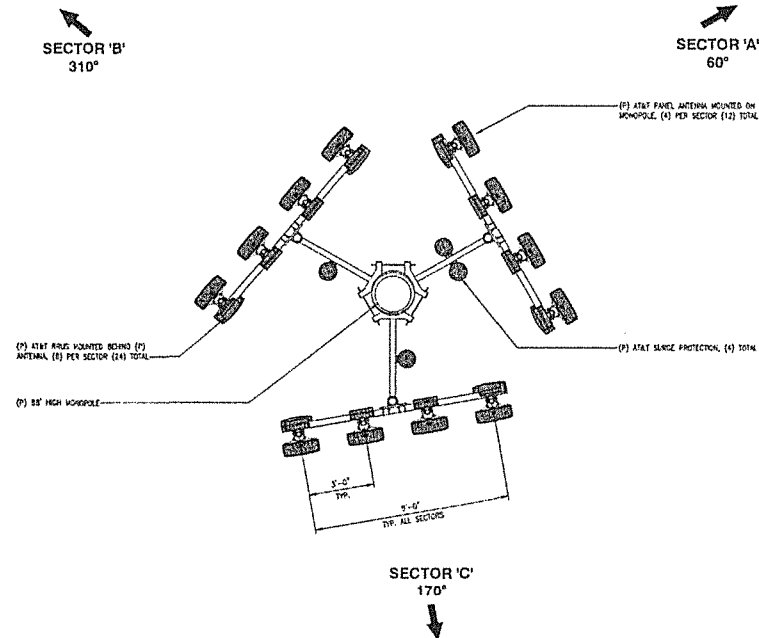 SECTOR 'B'
310°
SECTOR 'A'
60°
(P) AT&T PANEL ANTENNA MOUNTED ON
MONOPOLE, (4) PER SECTOR (12) TOTAL
(P) AT&T RRUS MOUNTED BEHIND (P)
ANTENNA, (8) PER SECTOR (24) TOTAL
(P) AT&T SURGE PROTECTION, (4) TOTAL
(P) 88' HIGH MONOPOLE
3'-0"
TYP.
9'-0"
TYP. ALL SECTORS
SECTOR 'C'
170°